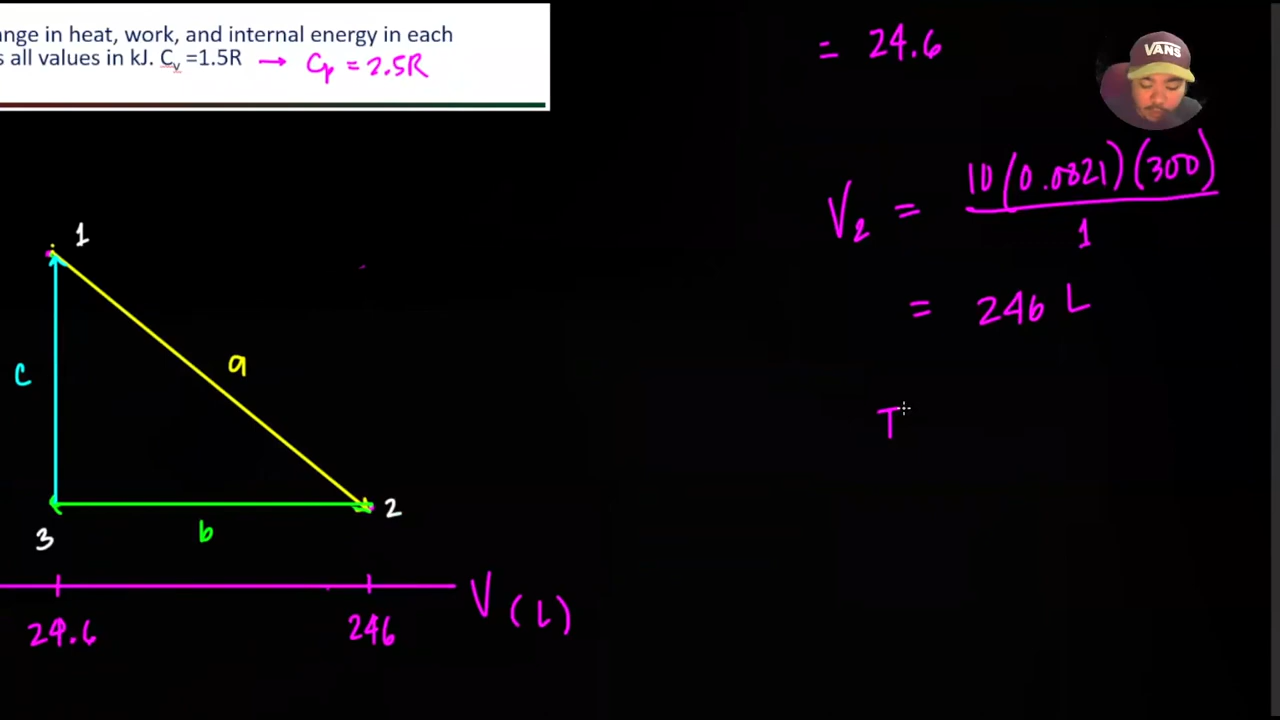 ange in heat, work, and internal energy in each
s all values in kJ. Cv =1.5R → Cp = 2.5R
= 24.6
VANS
V2 = 10(0.0821)(300) / 1
= 246 L
T
1
a
c
2
3
b
V (L)
24.6
246